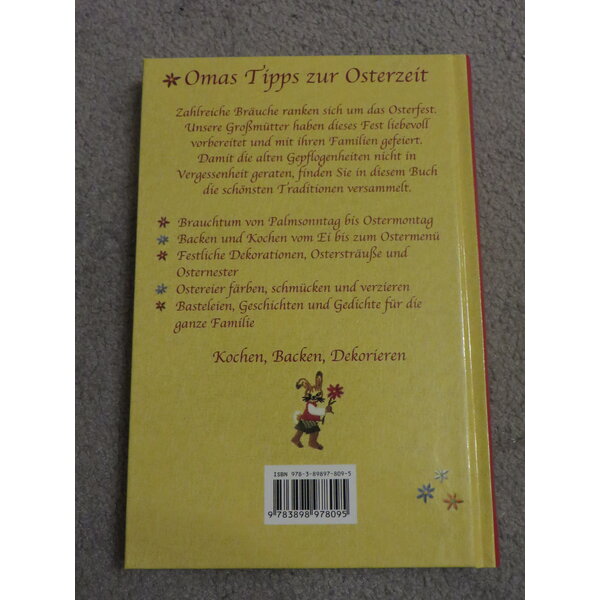 Omas Tipps zur Osterzeit
Zahlreiche Bräuche ranken sich um das Osterfest.
Unsere Großmütter haben dieses Fest liebevoll
vorbereitet und mit ihren Familien gefeiert.
Damit die alten Gepflogenheiten nicht in
Vergessenheit geraten, finden Sie in diesem Buch
die schönsten Traditionen versammelt.
Brauchtum von Palmsonntag bis Ostermontag
Backen und Kochen vom Ei bis zum Ostermenü
Festliche Dekorationen, Ostersträuße und
Osternester
Ostereier färben, schmücken und verzieren
Basteleien, Geschichten und Gedichte für die
ganze Familie
Kochen, Backen, Dekorieren
ISBN 978-3-89897-809-5
9 783898 978095